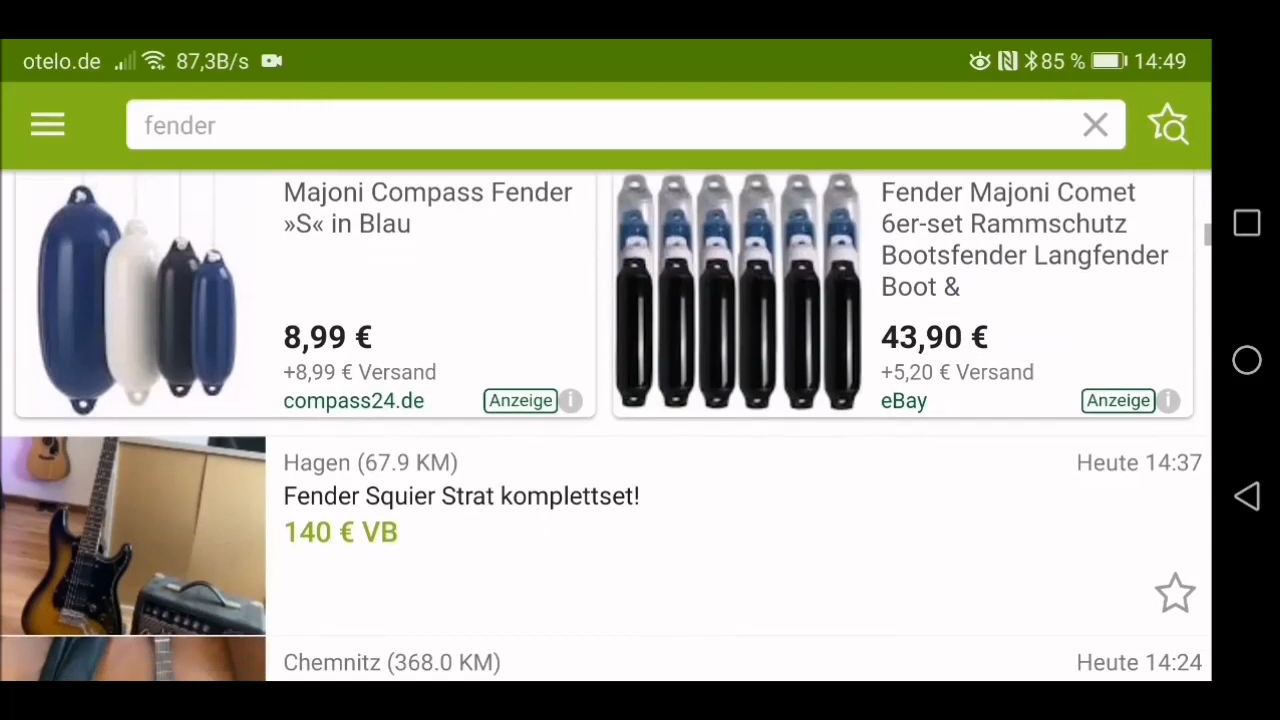 otelo.de 87,3B/s 85 % 14:49
fender
Majoni Compass Fender
»S« in Blau
8,99 €
+8,99 € Versand
compass24.de Anzeige i
Fender Majoni Comet
6er-set Rammschutz
Bootsfender Langfender
Boot &
43,90 €
+5,20 € Versand
eBay Anzeige i
Hagen (67.9 KM) Heute 14:37
Fender Squier Strat komplettset!
140 € VB
Chemnitz (368.0 KM) Heute 14:24